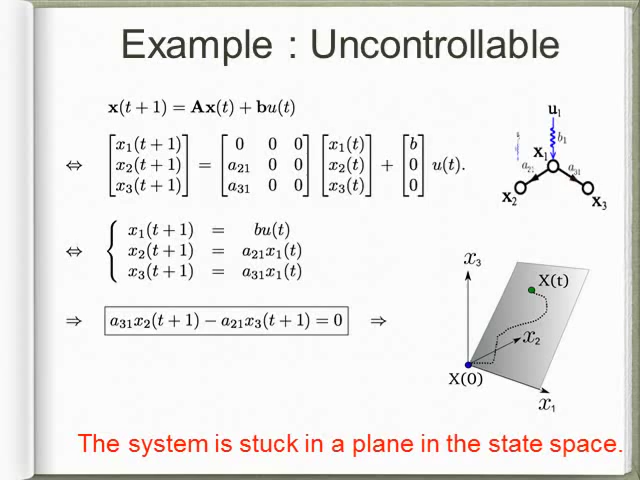 Example : Uncontrollable
x(t + 1) = Ax(t) + bu(t)
⇔ [x₁(t + 1) x₂(t + 1) x₃(t + 1)] = [0 0 0; a₂₁ 0 0; a₃₁ 0 0] [x₁(t) x₂(t) x₃(t)] + [b 0 0] u(t).
⇔ { x₁(t + 1) = bu(t)
x₂(t + 1) = a₂₁x₁(t)
x₃(t + 1) = a₃₁x₁(t)
⇒ a₃₁x₂(t + 1) − a₂₁x₃(t + 1) = 0 ⇒
u₁
b₁
x₁
a₂₁ a₃₁
x₂ x₃
x₃
X(t)
x₂
X(0)
x₁
The system is stuck in a plane in the state space.